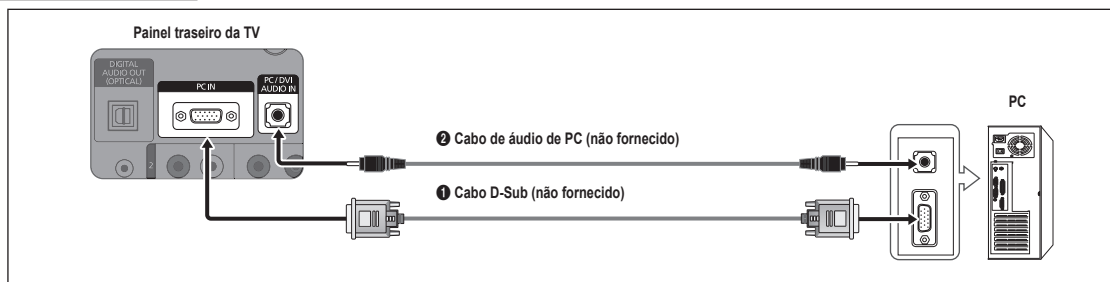 Painel traseiro da TV
DIGITAL
AUDIO OUT
(OPTICAL)
PC IN
PC/DVI
AUDIO IN
2
PC
❷ Cabo de áudio de PC (não fornecido)
❶ Cabo D-Sub (não fornecido)